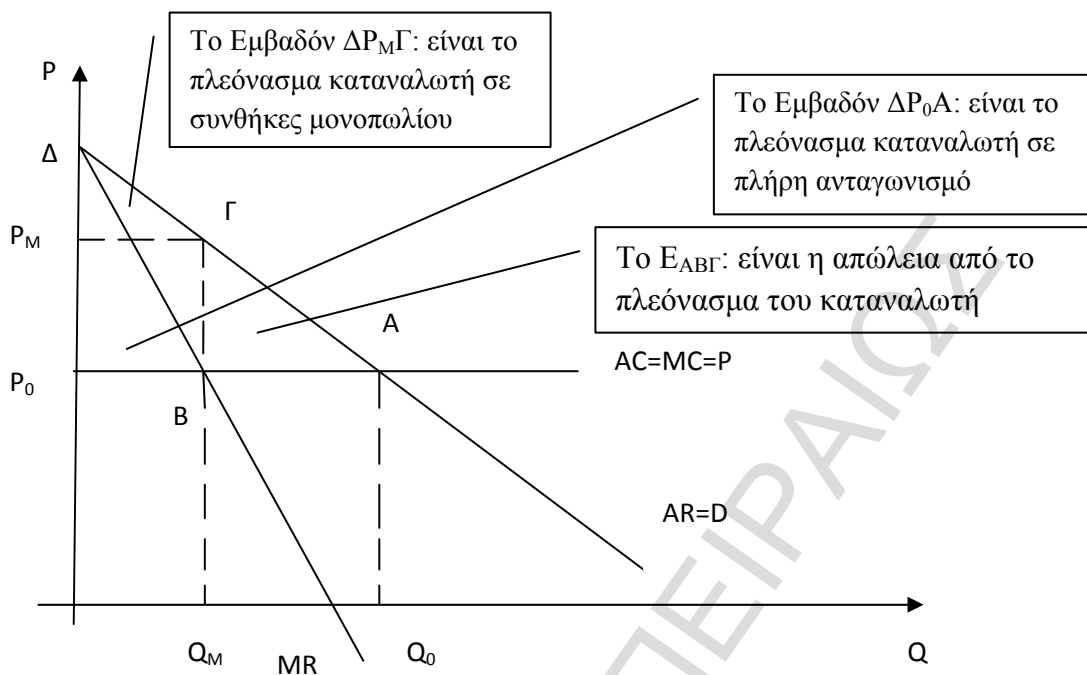 Το Εμβαδόν ΔP_MΓ: είναι το
πλεόνασμα καταναλωτή σε
συνθήκες μονοπωλίου
Το Εμβαδόν ΔP_0A: είναι το
πλεόνασμα καταναλωτή σε
πλήρη ανταγωνισμό
Το E_ΑΒΓ: είναι η απώλεια από το
πλεόνασμα του καταναλωτή
P
Δ
Γ
P_M
A
AC=MC=P
P_0
B
AR=D
Q_M
MR
Q_0
Q
ΠΕΙΡΑΙΩΣ